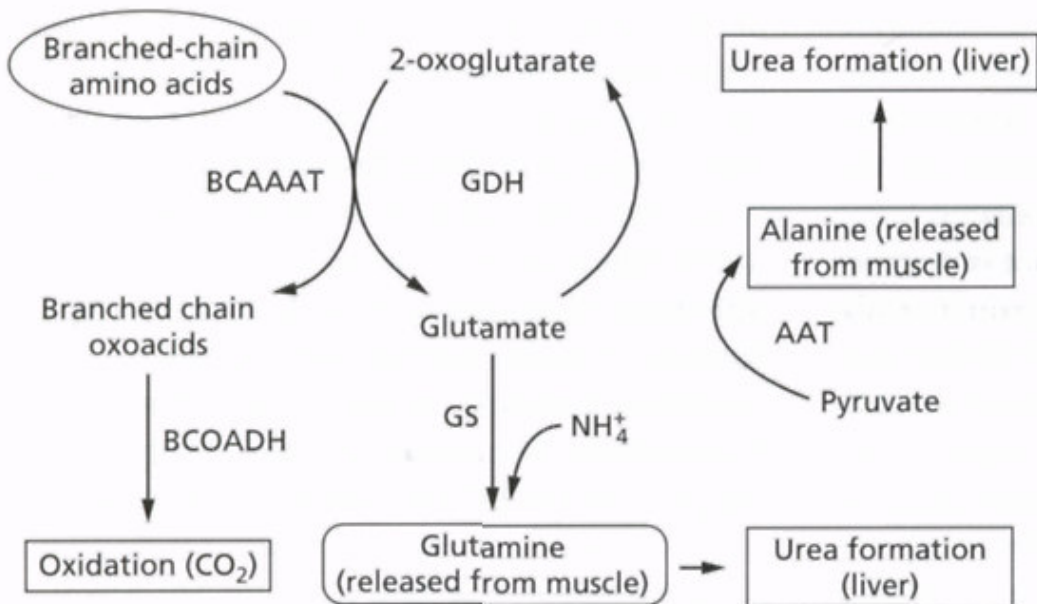 Branched-chain
amino acids
2-oxoglutarate
Urea formation (liver)
BCAAAT
GDH
Alanine (released
from muscle)
Branched chain
oxoacids
Glutamate
AAT
Pyruvate
BCOADH
GS
NH₄⁺
Oxidation (CO₂)
Glutamine
(released from muscle)
Urea formation
(liver)